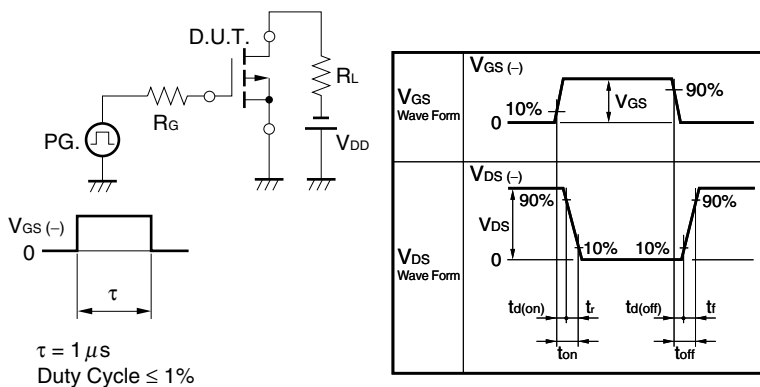 D.U.T.
RL
RG
PG.
VDD
VGS (−)
0
τ
τ = 1 μs
Duty Cycle ≤ 1%
VGS
Wave Form
VGS (−)
10%
VGS
90%
0
VDS
Wave Form
VDS (−)
90%
VDS
90%
10%
10%
0
td(on)
tr
td(off)
tf
ton
toff